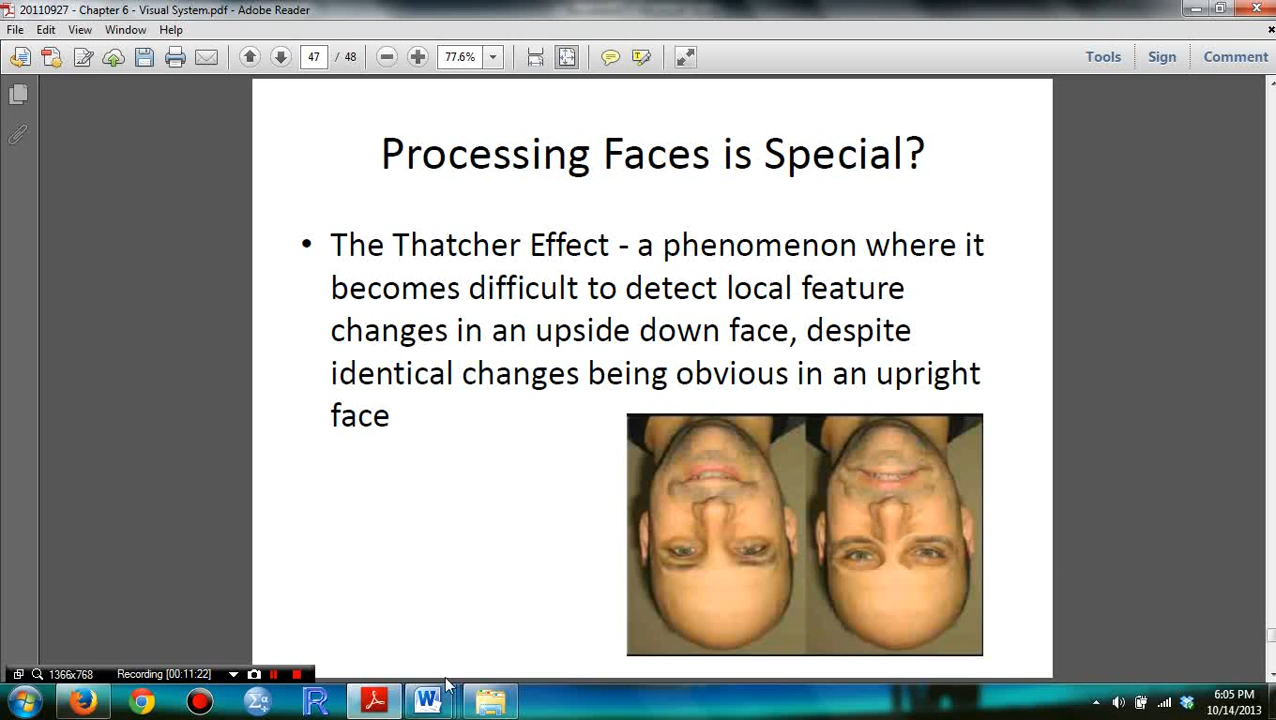 20110927 - Chapter 6 - Visual System.pdf - Adobe Reader
File Edit View Window Help
47 / 48 77.6% Tools Sign Comment
Processing Faces is Special?
• The Thatcher Effect - a phenomenon where it
becomes difficult to detect local feature
changes in an upside down face, despite
identical changes being obvious in an upright
face
1366x768 Recording [00:11:22]
6:05 PM
10/14/2013